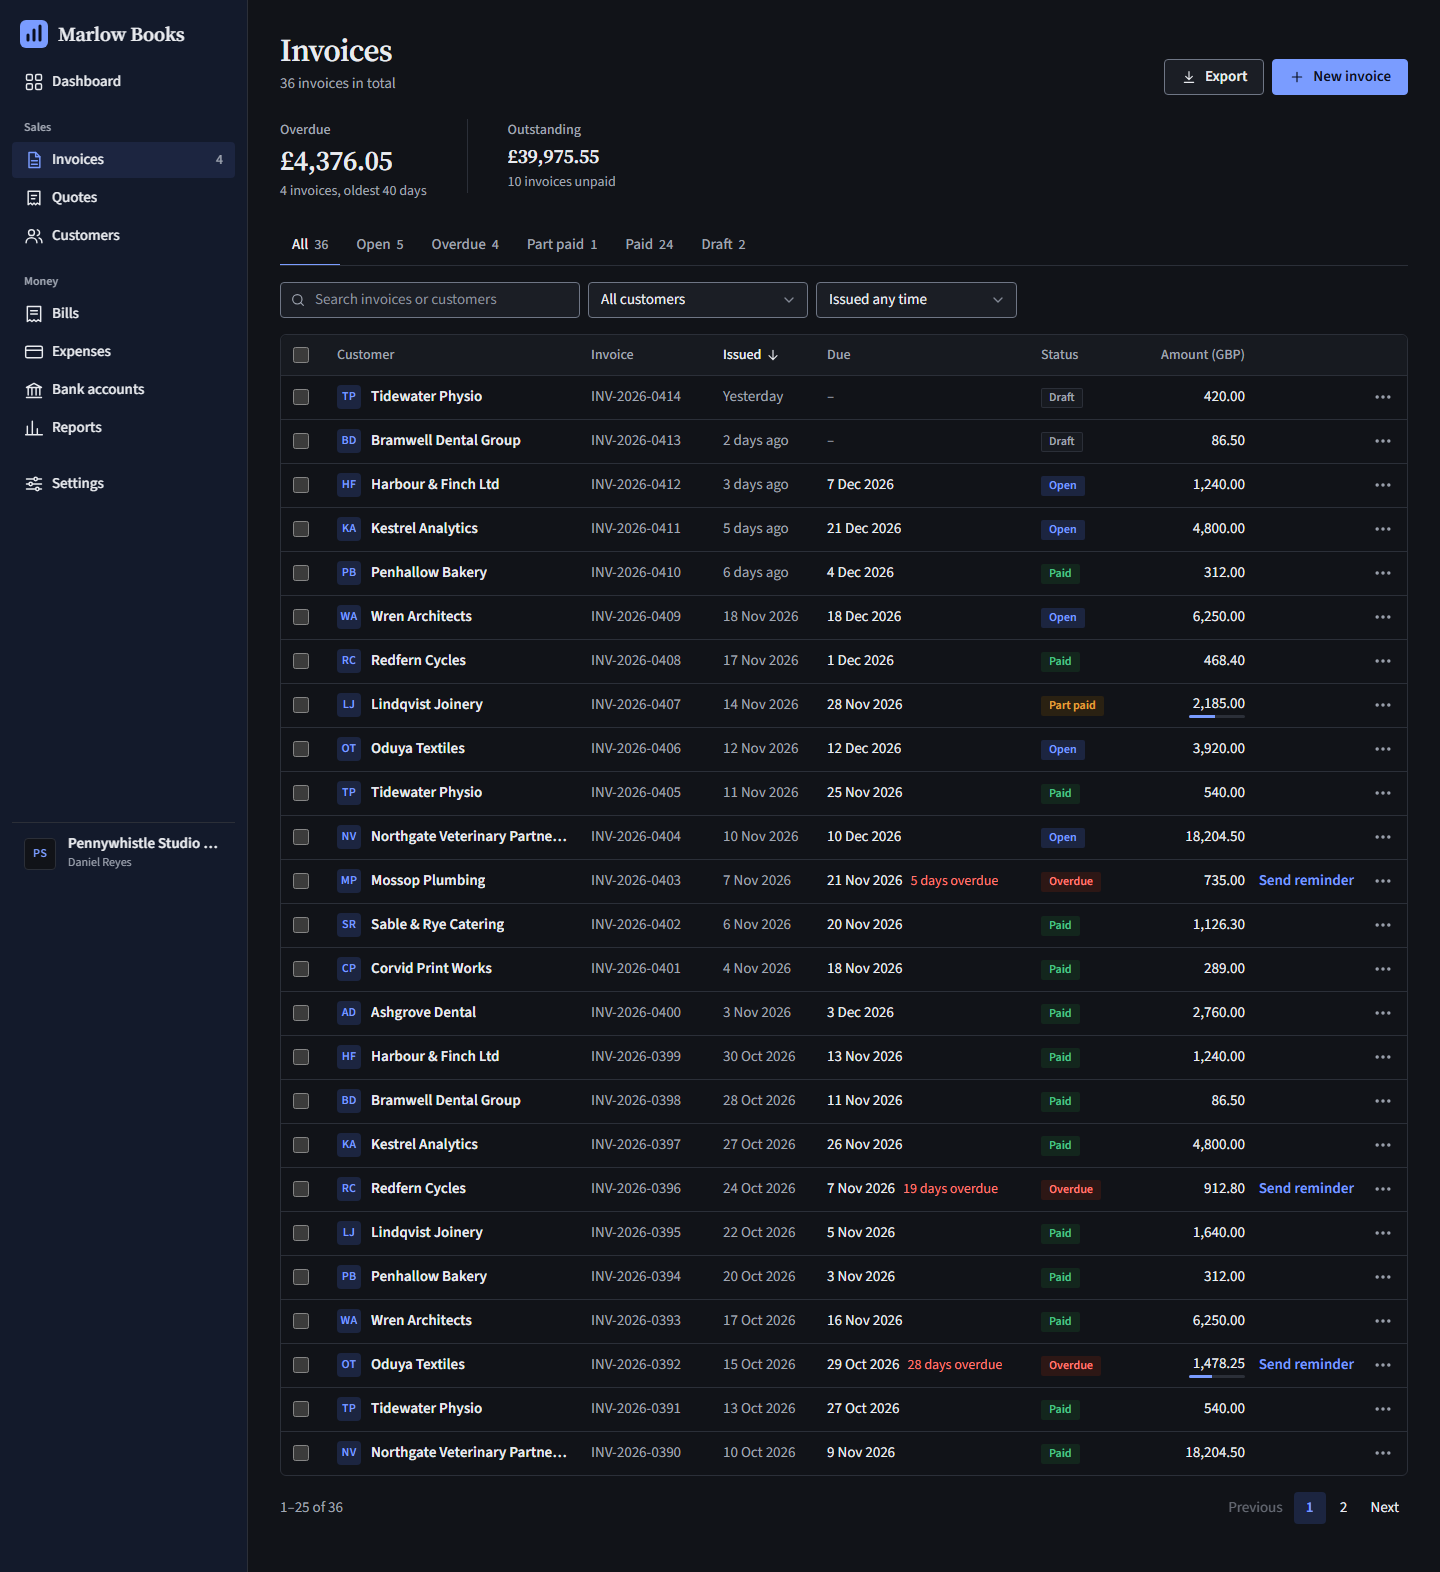 Marlow Books
Dashboard
Sales
Invoices 4
Quotes
Customers
Money
Bills
Expenses
Bank accounts
Reports
Settings
PS Pennywhistle Studio ...
Daniel Reyes
Invoices
36 invoices in total
Export
New invoice
Overdue
£4,376.05
4 invoices, oldest 40 days
Outstanding
£39,975.55
10 invoices unpaid
All 36 Open 5 Overdue 4 Part paid 1 Paid 24 Draft 2
Search invoices or customers All customers Issued any time
Customer Invoice Issued Due Status Amount (GBP)
TP Tidewater Physio INV-2026-0414 Yesterday – Draft 420.00
BD Bramwell Dental Group INV-2026-0413 2 days ago – Draft 86.50
HF Harbour & Finch Ltd INV-2026-0412 3 days ago 7 Dec 2026 Open 1,240.00
KA Kestrel Analytics INV-2026-0411 5 days ago 21 Dec 2026 Open 4,800.00
PB Penhallow Bakery INV-2026-0410 6 days ago 4 Dec 2026 Paid 312.00
WA Wren Architects INV-2026-0409 18 Nov 2026 18 Dec 2026 Open 6,250.00
RC Redfern Cycles INV-2026-0408 17 Nov 2026 1 Dec 2026 Paid 468.40
LJ Lindqvist Joinery INV-2026-0407 14 Nov 2026 28 Nov 2026 Part paid 2,185.00
OT Oduya Textiles INV-2026-0406 12 Nov 2026 12 Dec 2026 Open 3,920.00
TP Tidewater Physio INV-2026-0405 11 Nov 2026 25 Nov 2026 Paid 540.00
NV Northgate Veterinary Partne... INV-2026-0404 10 Nov 2026 10 Dec 2026 Open 18,204.50
MP Mossop Plumbing INV-2026-0403 7 Nov 2026 21 Nov 2026 5 days overdue Overdue 735.00 Send reminder
SR Sable & Rye Catering INV-2026-0402 6 Nov 2026 20 Nov 2026 Paid 1,126.30
CP Corvid Print Works INV-2026-0401 4 Nov 2026 18 Nov 2026 Paid 289.00
AD Ashgrove Dental INV-2026-0400 3 Nov 2026 3 Dec 2026 Paid 2,760.00
HF Harbour & Finch Ltd INV-2026-0399 30 Oct 2026 13 Nov 2026 Paid 1,240.00
BD Bramwell Dental Group INV-2026-0398 28 Oct 2026 11 Nov 2026 Paid 86.50
KA Kestrel Analytics INV-2026-0397 27 Oct 2026 26 Nov 2026 Paid 4,800.00
RC Redfern Cycles INV-2026-0396 24 Oct 2026 7 Nov 2026 19 days overdue Overdue 912.80 Send reminder
LJ Lindqvist Joinery INV-2026-0395 22 Oct 2026 5 Nov 2026 Paid 1,640.00
PB Penhallow Bakery INV-2026-0394 20 Oct 2026 3 Nov 2026 Paid 312.00
WA Wren Architects INV-2026-0393 17 Oct 2026 16 Nov 2026 Paid 6,250.00
OT Oduya Textiles INV-2026-0392 15 Oct 2026 29 Oct 2026 28 days overdue Overdue 1,478.25 Send reminder
TP Tidewater Physio INV-2026-0391 13 Oct 2026 27 Oct 2026 Paid 540.00
NV Northgate Veterinary Partne... INV-2026-0390 10 Oct 2026 9 Nov 2026 Paid 18,204.50
1–25 of 36 Previous 1 2 Next